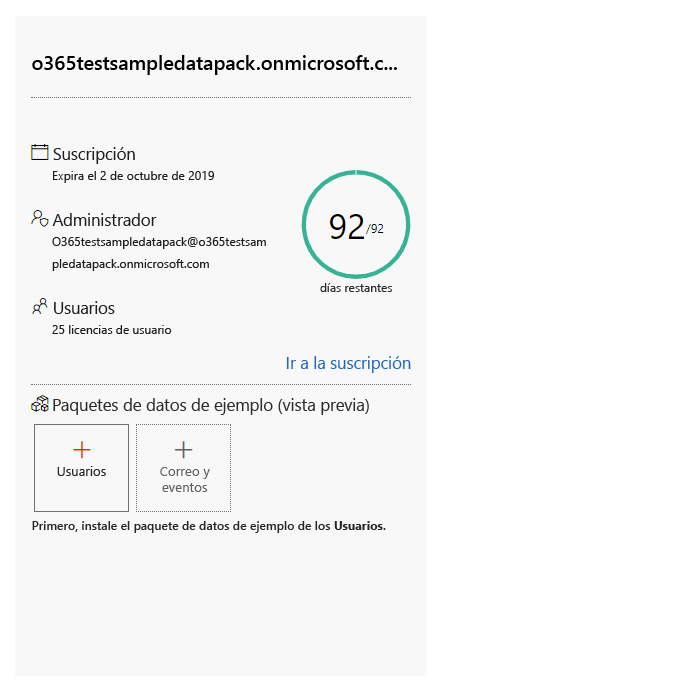 o365testsampledatapack.onmicrosoft.c...
Suscripción
Expira el 2 de octubre de 2019
Administrador
O365testsampledatapack@o365testsam
pledatapack.onmicrosoft.com
92/92
días restantes
Usuarios
25 licencias de usuario
Ir a la suscripción
Paquetes de datos de ejemplo (vista previa)
Usuarios
Correo y
eventos
Primero, instale el paquete de datos de ejemplo de los Usuarios.